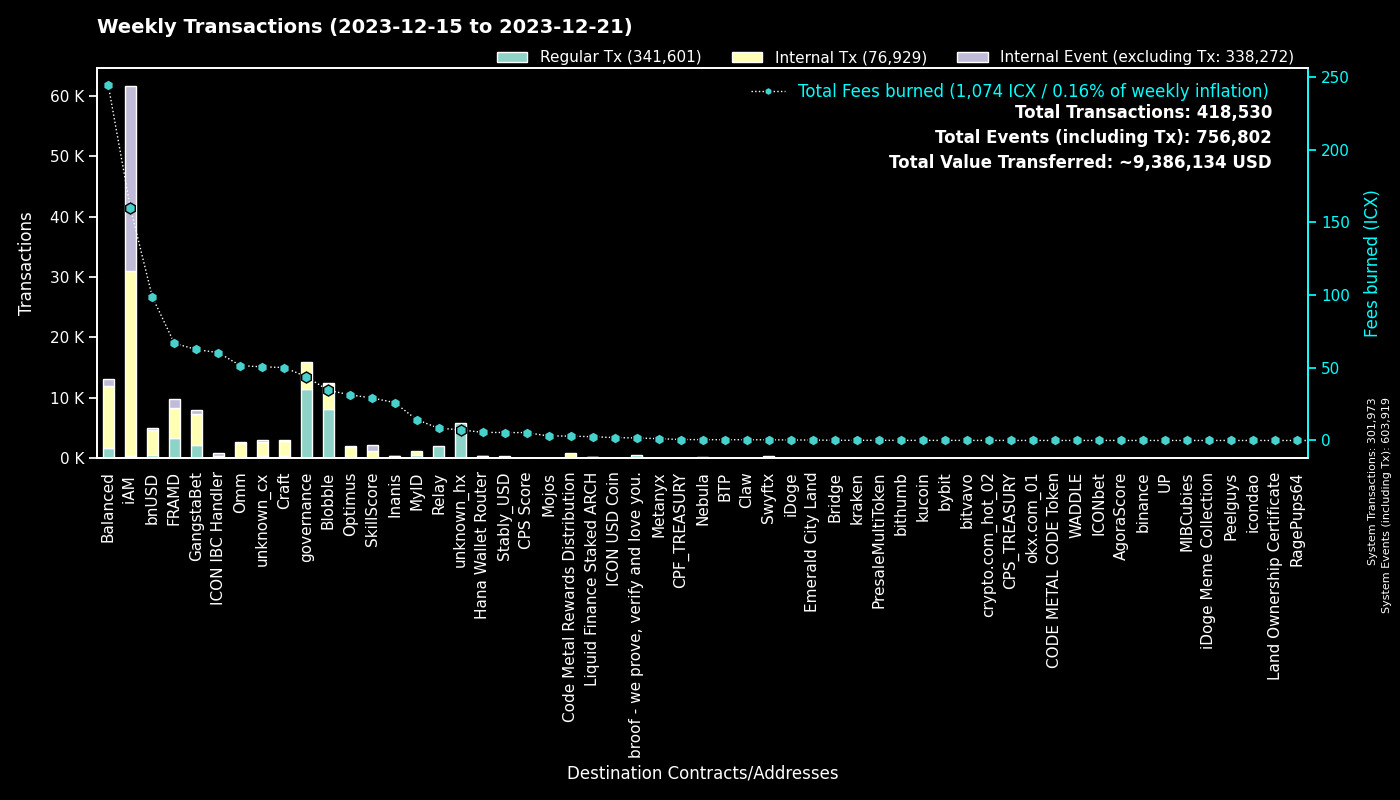 Weekly Transactions (2023-12-15 to 2023-12-21)
Regular Tx (341,601)
Internal Tx (76,929)
Internal Event (excluding Tx: 338,272)
Total Fees burned (1,074 ICX / 0.16% of weekly inflation)
Total Transactions: 418,530
Total Events (including Tx): 756,802
Total Value Transferred: ~9,386,134 USD
Transactions
60 K
50 K
40 K
30 K
20 K
10 K
0 K
250
200
150
100
50
0
Fees burned (ICX)
System Transactions: 301,973
System Events (including Tx): 603,919
Balanced
iAM
bnUSD
FRAMD
GangstaBet
ICON IBC Handler
Omm
unknown_cx
Craft
governance
Blobble
Optimus
SkillScore
Inanis
MyID
Relay
unknown_hx
Hana Wallet Router
Stably_USD
CPS Score
Mojos
Code Metal Rewards Distribution
Liquid Finance Staked ARCH
ICON USD Coin
broof - we prove, verify and love you.
Metanyx
CPF_TREASURY
Nebula
BTP
Claw
Swyftx
iDoge
Emerald City Land
Bridge
kraken
PresaleMultiToken
bithumb
kucoin
bybit
bitvavo
crypto.com_hot_02
CPS_TREASURY
okx.com_01
CODE METAL CODE Token
WADDLE
ICONbet
AgoraScore
binance
UP
MIBCubies
iDoge Meme Collection
Peelguys
icondao
Land Ownership Certificate
RagePups64
Destination Contracts/Addresses